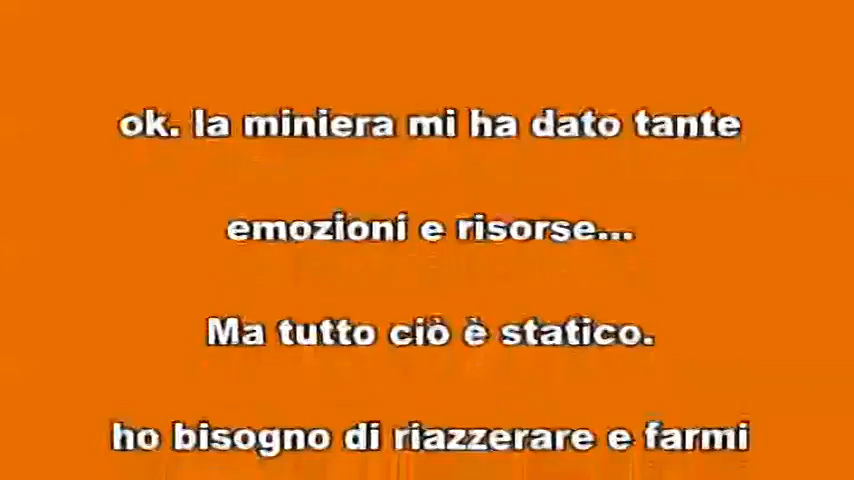 ok. la miniera mi ha dato tante
emozioni e risorse...
Ma tutto ciò è statico.
ho bisogno di riazzerare e farmi